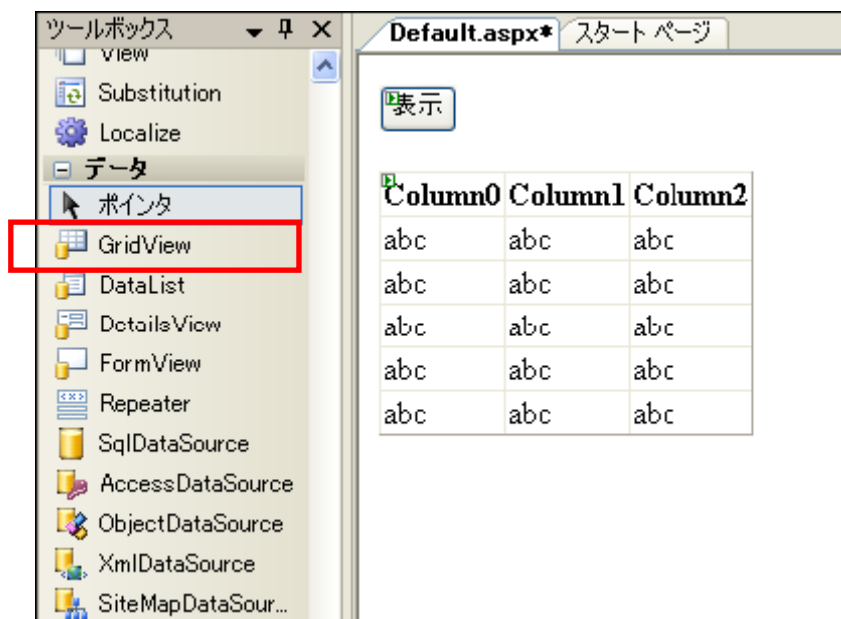 ツールボックス
View
Substitution
Localize
データ
ポインタ
GridView
DataList
DetailsView
FormView
Repeater
SqlDataSource
AccessDataSource
ObjectDataSource
XmlDataSource
SiteMapDataSour...
Default.aspx* スタート ページ
表示
Column0 Column1 Column2
abc abc abc
abc abc abc
abc abc abc
abc abc abc
abc abc abc